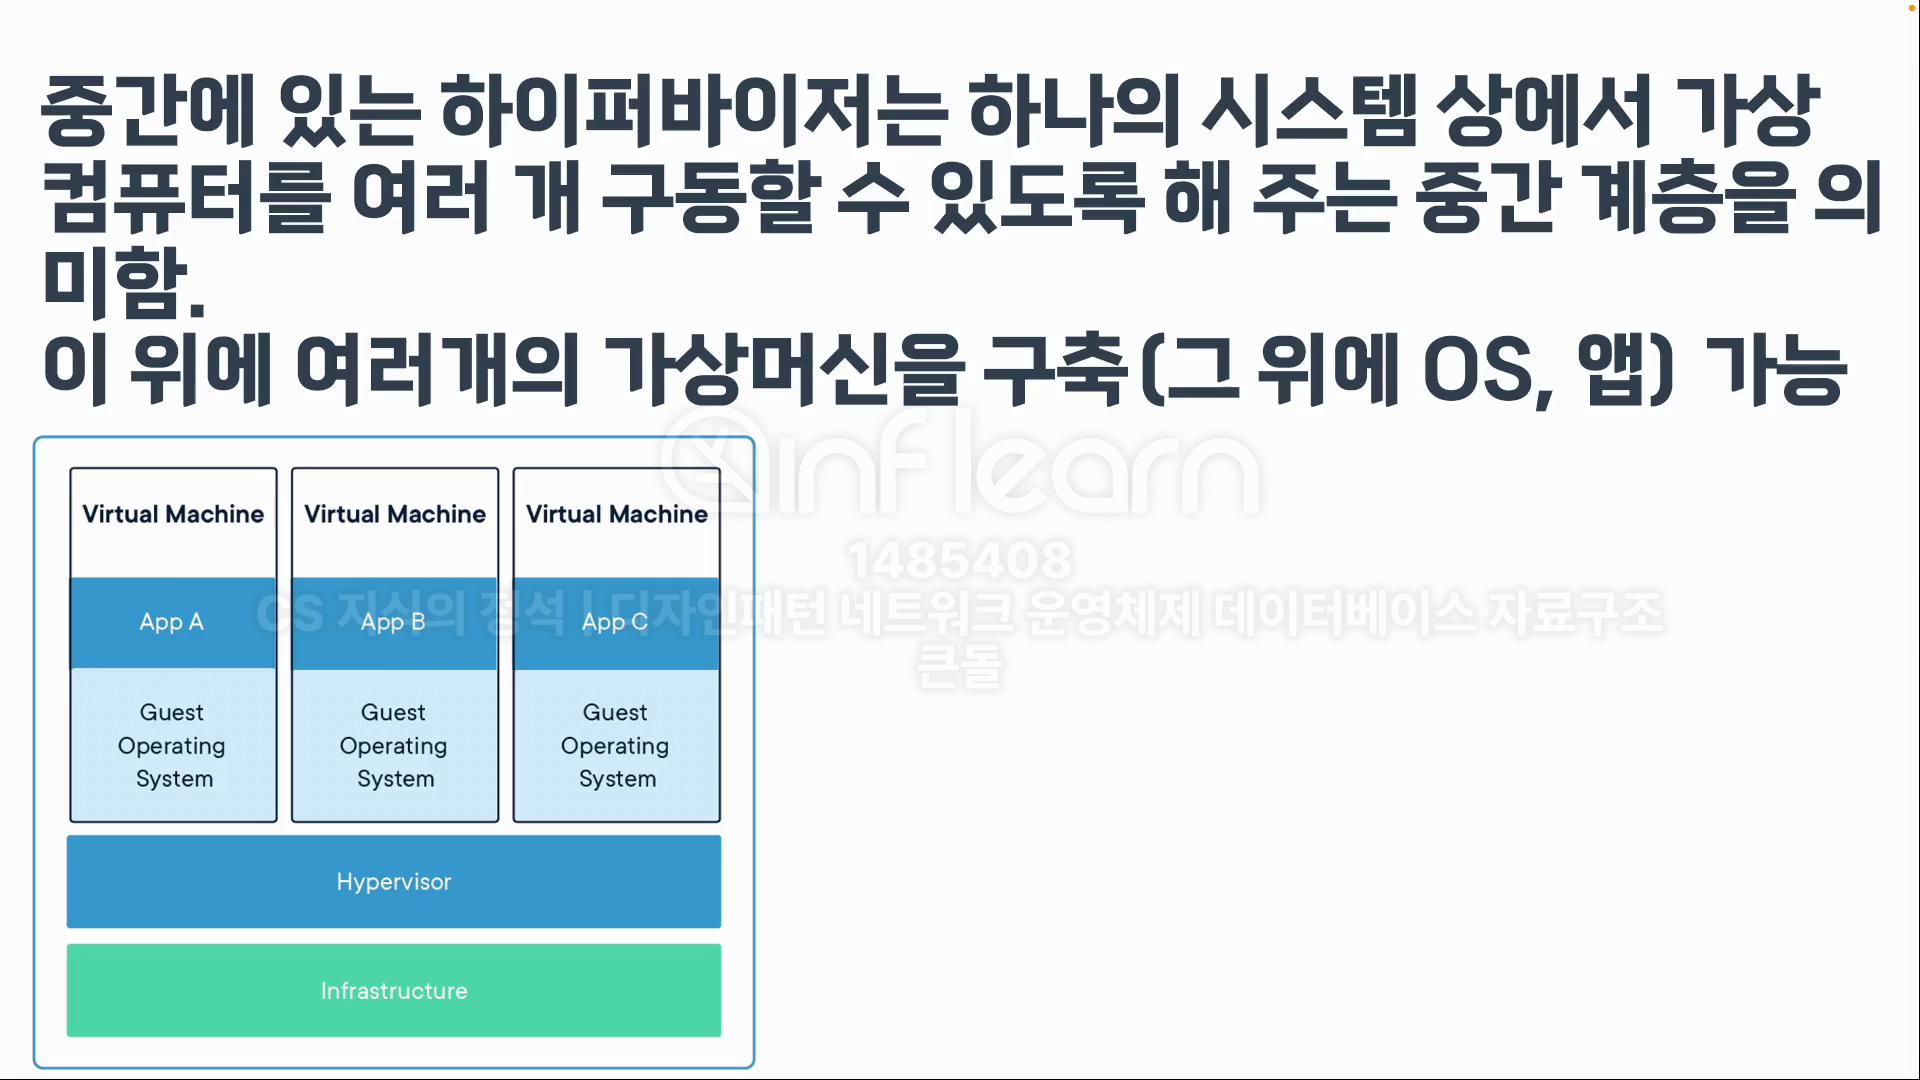 중간에 있는 하이퍼바이저는 하나의 시스템 상에서 가상
컴퓨터를 여러 개 구동할 수 있도록 해 주는 중간 계층을 의
미함.
이 위에 여러개의 가상머신을 구축(그 위에 OS, 앱) 가능
inflearn
1485408
CS 지식의 정석 | 디자인패턴 네트워크 운영체제 데이터베이스 자료구조
큰돌
Virtual Machine Virtual Machine Virtual Machine
App A App B App C
Guest Guest Guest
Operating Operating Operating
System System System
Hypervisor
Infrastructure